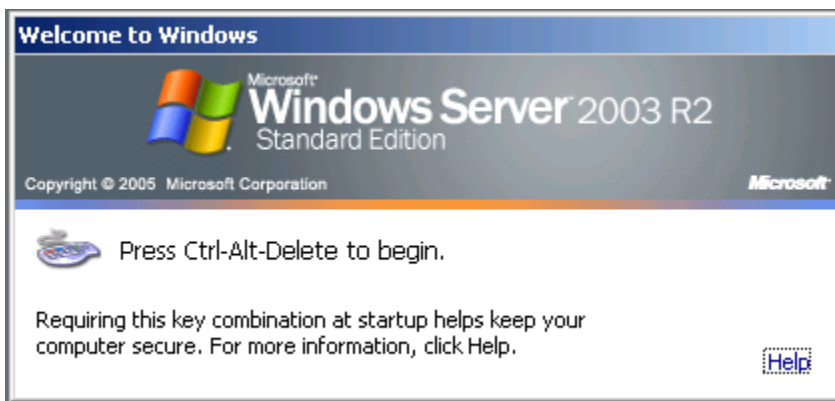 Welcome to Windows
Microsoft®
Windows Server™ 2003 R2
Standard Edition
Copyright © 2005 Microsoft Corporation
Microsoft®
Press Ctrl-Alt-Delete to begin.
Requiring this key combination at startup helps keep your
computer secure. For more information, click Help.
Help